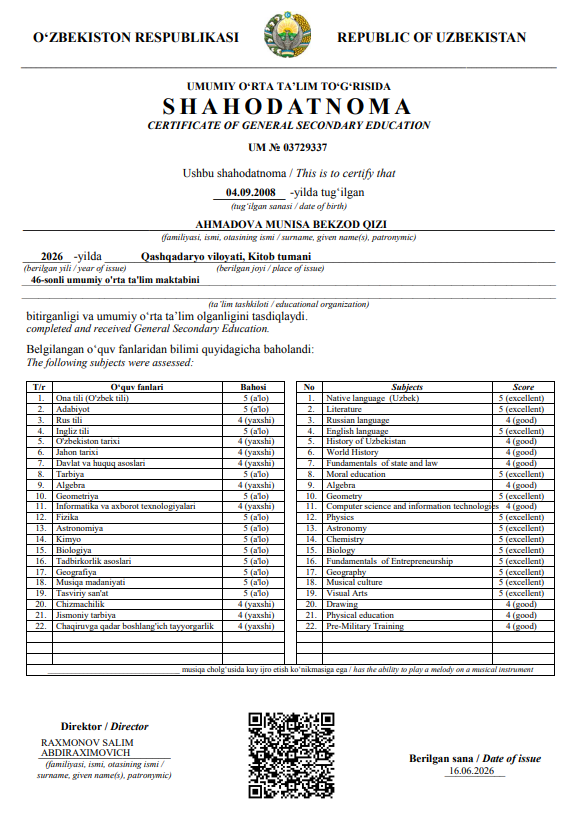 O‘ZBEKISTON RESPUBLIKASI
REPUBLIC OF UZBEKISTAN
UMUMIY O‘RTA TA’LIM TO‘G‘RISIDA
SHAHODATNOMA
CERTIFICATE OF GENERAL SECONDARY EDUCATION
UM № 03729337
Ushbu shahodatnoma / This is to certify that
04.09.2008 -yilda tug‘ilgan
(tug‘ilgan sanasi / date of birth)
AHMADOVA MUNISA BEKZOD QIZI
(familiyasi, ismi, otasining ismi / surname, given name(s), patronymic)
2026 -yilda Qashqadaryo viloyati, Kitob tumani
(berilgan yili / year of issue) (berilgan joyi / place of issue)
46-sonli umumiy o'rta ta'lim maktabini
(ta’lim tashkiloti / educational organization)
bitirganligi va umumiy o‘rta ta’lim olganligini tasdiqlaydi.
completed and received General Secondary Education.
Belgilangan o‘quv fanlaridan bilimi quyidagicha baholandi:
The following subjects were assessed:
T/r O‘quv fanlari Bahosi
1. Ona tili (O'zbek tili) 5 (a'lo)
2. Adabiyot 5 (a'lo)
3. Rus tili 4 (yaxshi)
4. Ingliz tili 5 (a'lo)
5. O'zbekiston tarixi 4 (yaxshi)
6. Jahon tarixi 4 (yaxshi)
7. Davlat va huquq asoslari 4 (yaxshi)
8. Tarbiya 5 (a'lo)
9. Algebra 4 (yaxshi)
10. Geometriya 5 (a'lo)
11. Informatika va axborot texnologiyalari 4 (yaxshi)
12. Fizika 5 (a'lo)
13. Astronomiya 5 (a'lo)
14. Kimyo 5 (a'lo)
15. Biologiya 5 (a'lo)
16. Tadbirkorlik asoslari 5 (a'lo)
17. Geografiya 5 (a'lo)
18. Musiqa madaniyati 5 (a'lo)
19. Tasviriy san'at 5 (a'lo)
20. Chizmachilik 4 (yaxshi)
21. Jismoniy tarbiya 4 (yaxshi)
22. Chaqiruvga qadar boshlang'ich tayyorgarlik 4 (yaxshi)
No Subjects Score
1. Native language (Uzbek) 5 (excellent)
2. Literature 5 (excellent)
3. Russian language 4 (good)
4. English language 5 (excellent)
5. History of Uzbekistan 4 (good)
6. World History 4 (good)
7. Fundamentals of state and law 4 (good)
8. Moral education 5 (excellent)
9. Algebra 4 (good)
10. Geometry 5 (excellent)
11. Computer science and information technologies 4 (good)
12. Physics 5 (excellent)
13. Astronomy 5 (excellent)
14. Chemistry 5 (excellent)
15. Biology 5 (excellent)
16. Fundamentals of Entrepreneurship 5 (excellent)
17. Geography 5 (excellent)
18. Musical culture 5 (excellent)
19. Visual Arts 5 (excellent)
20. Drawing 4 (good)
21. Physical education 4 (good)
22. Pre-Military Training 4 (good)
musiqa cholg‘usida kuy ijro etish ko‘nikmasiga ega / has the ability to play a melody on a musical instrument
Direktor / Director
RAXMONOV SALIM
ABDIRAXIMOVICH
(familiyasi, ismi, otasining ismi /
surname, given name(s), patronymic)
Berilgan sana / Date of issue
16.06.2026